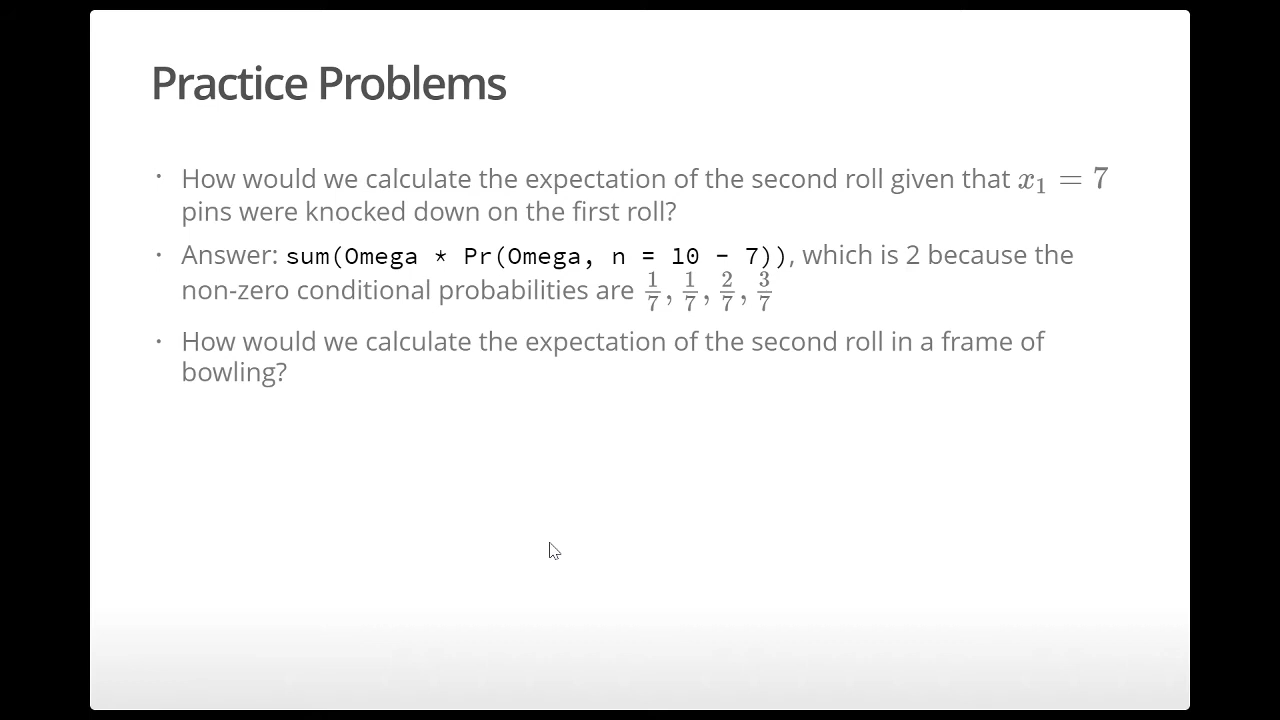 Practice Problems
· How would we calculate the expectation of the second roll given that x₁ = 7
pins were knocked down on the first roll?
· Answer: sum(Omega * Pr(Omega, n = 10 - 7)), which is 2 because the
non-zero conditional probabilities are 1/7, 1/7, 2/7, 3/7
· How would we calculate the expectation of the second roll in a frame of
bowling?